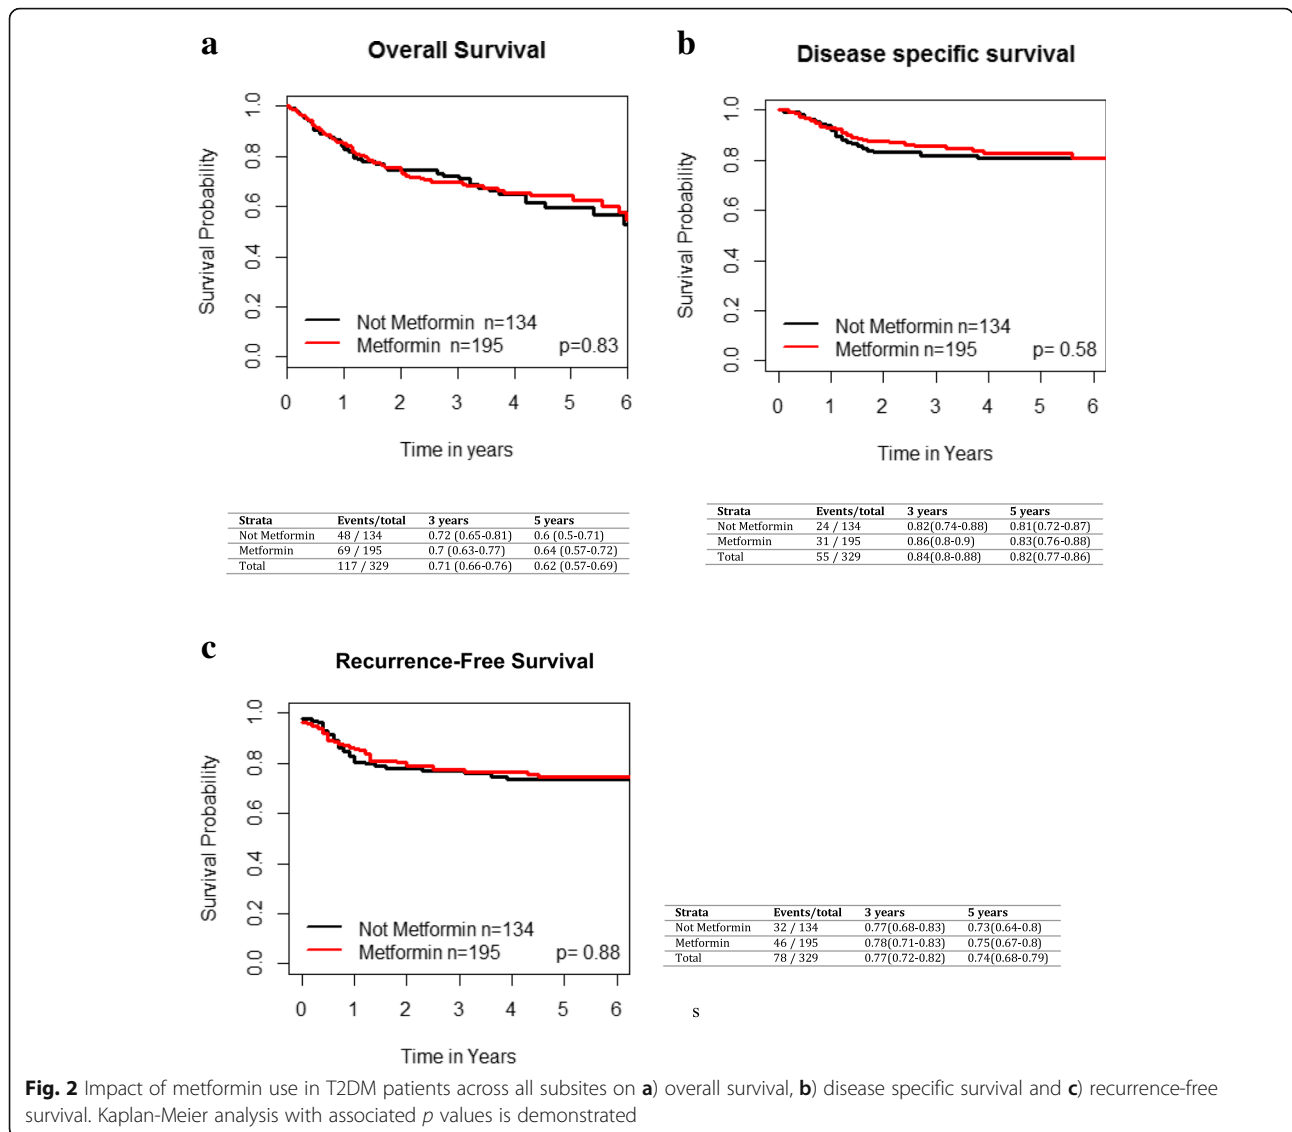 a
Overall Survival
Survival Probability
1.0
0.8
0.6
0.4
0.2
0.0
Not Metformin n=134
Metformin n=195
p=0.83
0 1 2 3 4 5 6
Time in years
Strata Events/total 3 years 5 years
Not Metformin 48 / 134 0.72 (0.65-0.81) 0.6 (0.5-0.71)
Metformin 69 / 195 0.7 (0.63-0.77) 0.64 (0.57-0.72)
Total 117 / 329 0.71 (0.66-0.76) 0.62 (0.57-0.69)
b
Disease specific survival
Survival Probability
1.0
0.8
0.6
0.4
0.2
0.0
Not Metformin n=134
Metformin n=195
p= 0.58
0 1 2 3 4 5 6
Time in Years
Strata Events/total 3 years 5 years
Not Metformin 24 / 134 0.82(0.74-0.88) 0.81(0.72-0.87)
Metformin 31 / 195 0.86(0.8-0.9) 0.83(0.76-0.88)
Total 55 / 329 0.84(0.8-0.88) 0.82(0.77-0.86)
c
Recurrence-Free Survival
Survival Probability
1.0
0.8
0.6
0.4
0.2
0.0
Not Metformin n=134
Metformin n=195
p= 0.88
0 1 2 3 4 5 6
Time in Years
Strata Events/total 3 years 5 years
Not Metformin 32 / 134 0.77(0.68-0.83) 0.73(0.64-0.8)
Metformin 46 / 195 0.78(0.71-0.83) 0.75(0.67-0.8)
Total 78 / 329 0.77(0.72-0.82) 0.74(0.68-0.79)
s
Fig. 2 Impact of metformin use in T2DM patients across all subsites on a) overall survival, b) disease specific survival and c) recurrence-free
survival. Kaplan-Meier analysis with associated p values is demonstrated